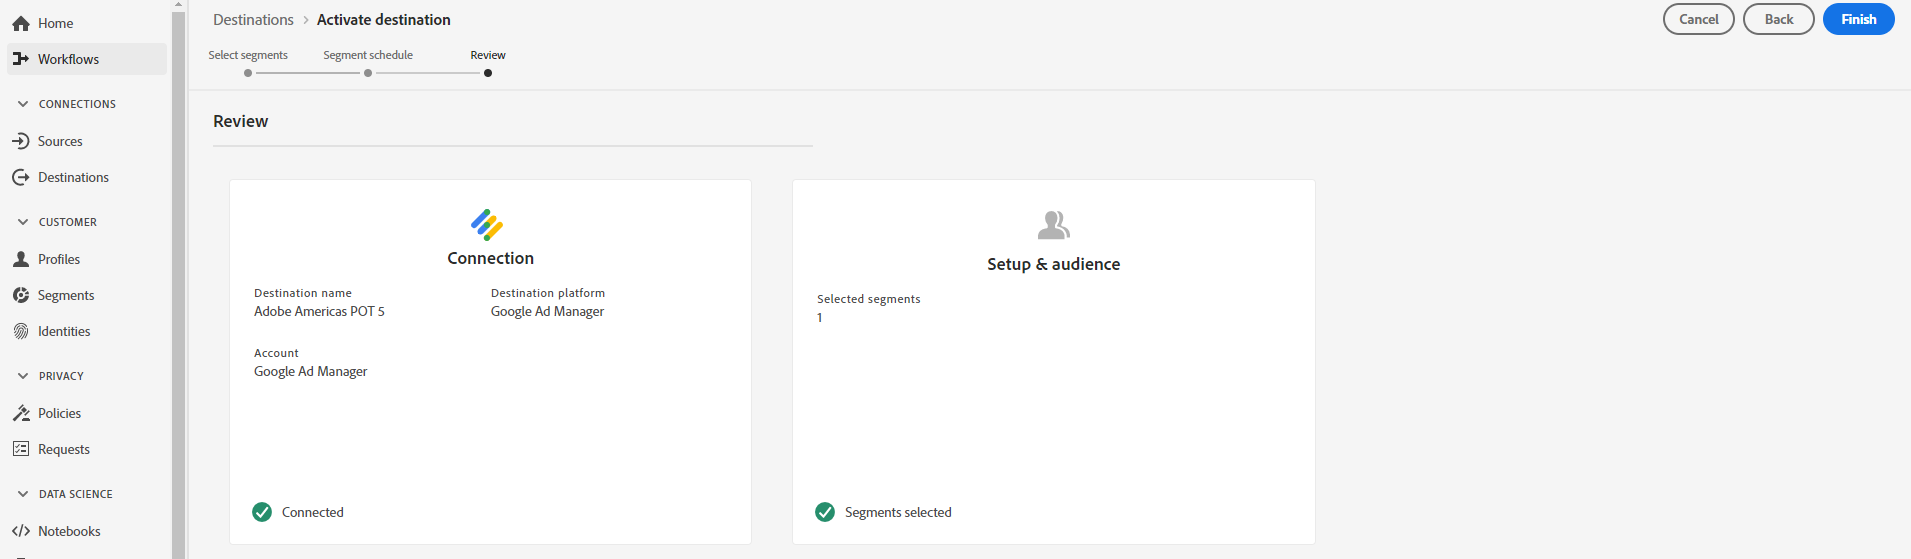 Home
Workflows
CONNECTIONS
Sources
Destinations
CUSTOMER
Profiles
Segments
Identities
PRIVACY
Policies
Requests
DATA SCIENCE
Notebooks
Destinations > Activate destination
Cancel
Back
Finish
Select segments
Segment schedule
Review
Review
Connection
Destination name
Adobe Americas POT 5
Destination platform
Google Ad Manager
Account
Google Ad Manager
Connected
Setup & audience
Selected segments
1
Segments selected